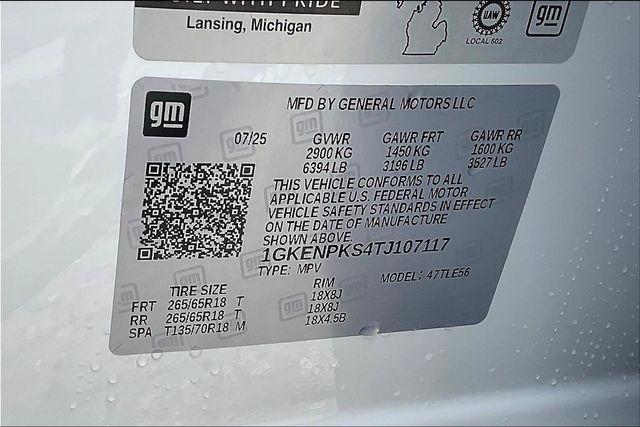 BUILT WITH PRIDE
Lansing, Michigan
UAW
LOCAL 602
gm
gm
MFD BY GENERAL MOTORS LLC
07/25 GVWR GAWR FRT GAWR RR
2900 KG 1450 KG 1600 KG
6394 LB 3196 LB 3527 LB
THIS VEHICLE CONFORMS TO ALL
APPLICABLE U.S. FEDERAL MOTOR
VEHICLE SAFETY STANDARDS IN EFFECT
ON THE DATE OF MANUFACTURE
SHOWN ABOVE.
1GKENPKS4TJ107117
TYPE: MPV MODEL: 47TLE56
TIRE SIZE RIM
FRT 265/65R18 T 18X8J
RR 265/65R18 T 18X8J
SPA T135/70R18 M 18X4.5B